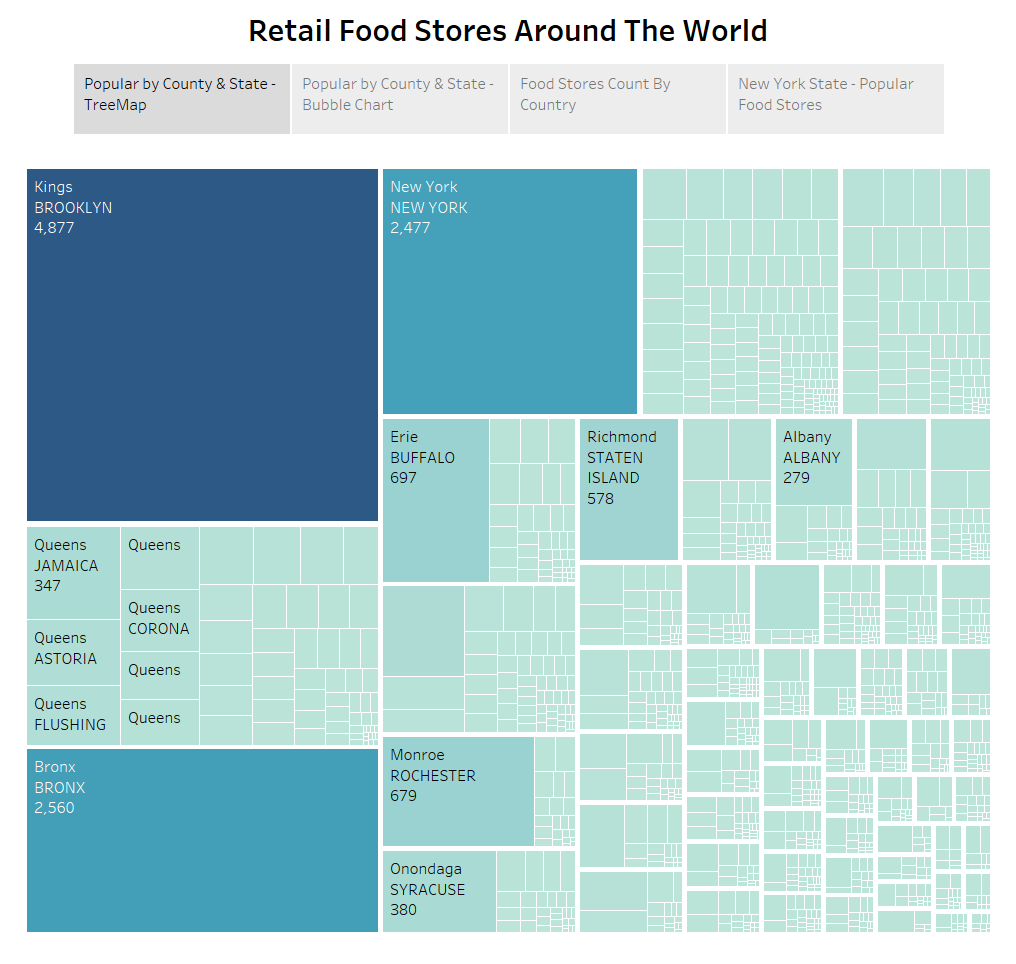 Retail Food Stores Around The World
Popular by County & State -
TreeMap
Popular by County & State -
Bubble Chart
Food Stores Count By
Country
New York State - Popular
Food Stores
Kings
BROOKLYN
4,877
New York
NEW YORK
2,477
Erie
BUFFALO
697
Richmond
STATEN
ISLAND
578
Albany
ALBANY
279
Queens
JAMAICA
347
Queens
Queens
CORONA
Queens
ASTORIA
Queens
Queens
FLUSHING
Queens
Bronx
BRONX
2,560
Monroe
ROCHESTER
679
Onondaga
SYRACUSE
380